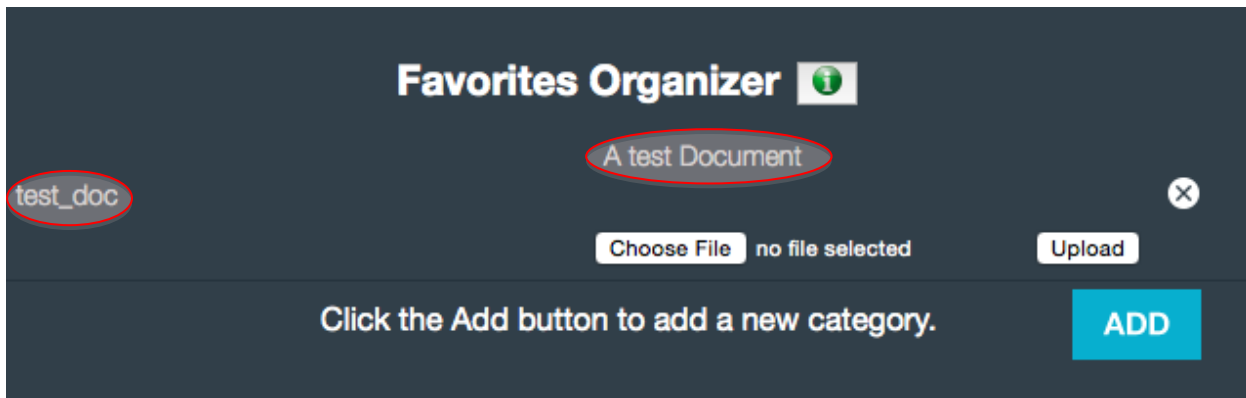 Favorites Organizer
A test Document
test_doc
Choose File no file selected Upload
Click the Add button to add a new category. ADD